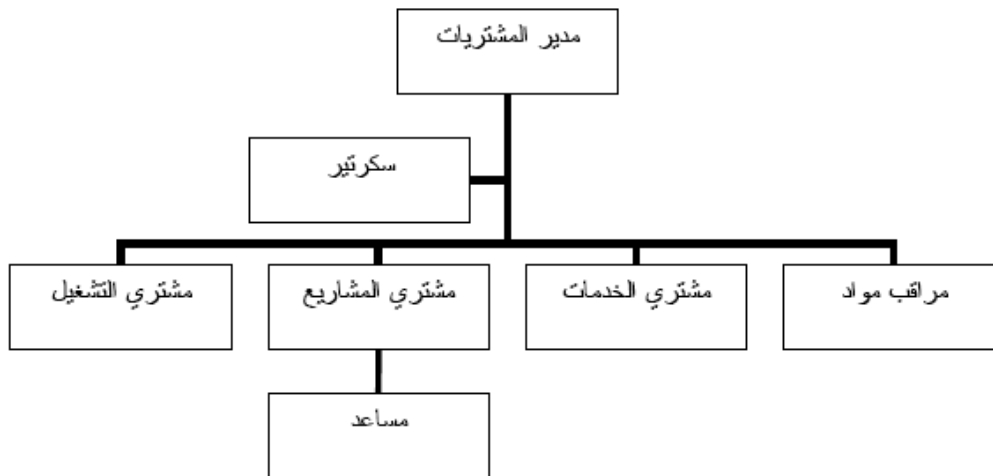 مدير المشتريات
سكرتير
مراقب مواد
مشتري الخدمات
مشتري المشاريع
مشتري التشغيل
مساعد